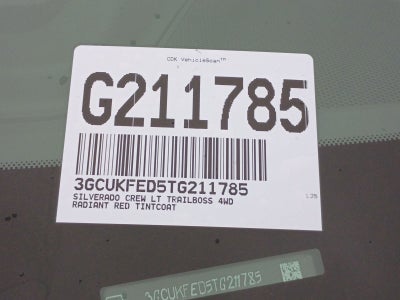 CDK VehicleScan™
G211785
3GCUKFED5TG211785
SILVERADO CREW LT TRAILBOSS 4WD
RADIANT RED TINTCOAT
3GCUKFED5TG211785